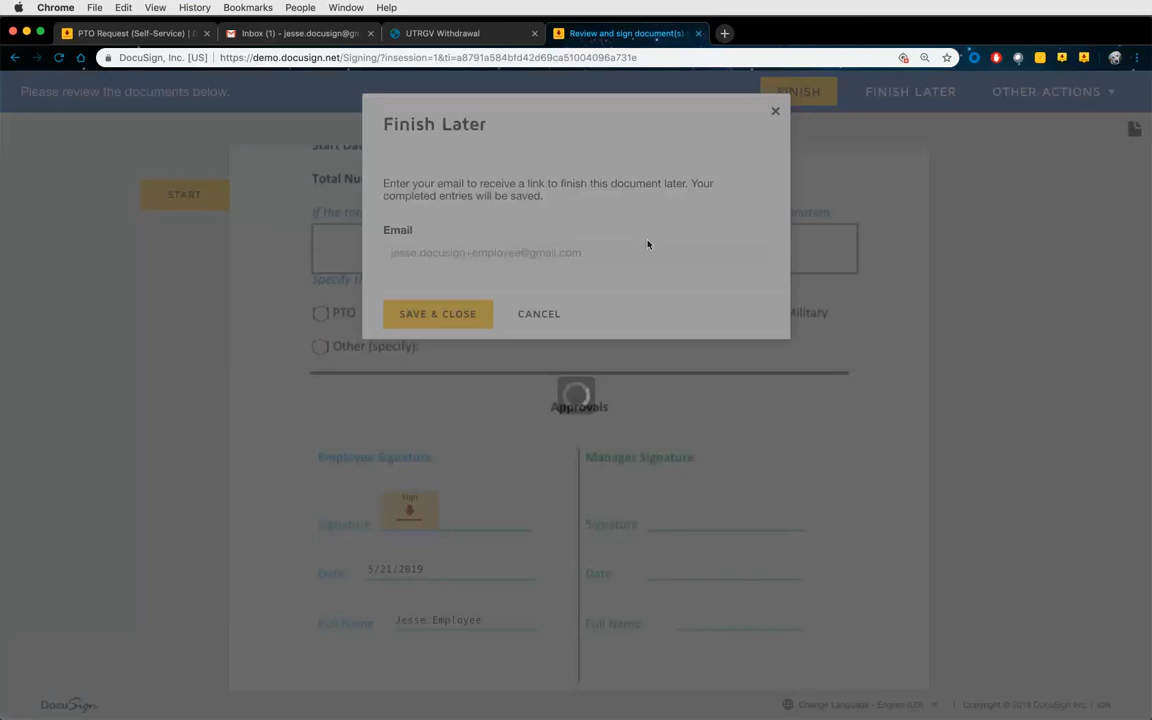 Chrome File Edit View History Bookmarks People Window Help
PTO Request (Self-Service) | D
Inbox (1) - jesse.docusign@gm
UTRGV Withdrawal
Review and sign document(s)
DocuSign, Inc. [US] https://demo.docusign.net/Signing/?insession=1&ti=a8791a584bfd42d69ca51004096a731e
Please review the documents below.
FINISH
FINISH LATER
OTHER ACTIONS
Finish Later
Start Da
START
Total Nu
Enter your email to receive a link to finish this document later. Your
completed entries will be saved.
If the tota
Email
jesse.docusign+employee@gmail.com
Specify th
SAVE & CLOSE
CANCEL
PTO
Military
Other (specify):
Approvals
Employee Signature
Manager Signature
Sign
Signature
Signature
Date 5/21/2019
Date
Full Name Jesse Employee
Full Name
DocuSign
Change Language - English (US)
Copyright © 2019 DocuSign Inc. | V2R